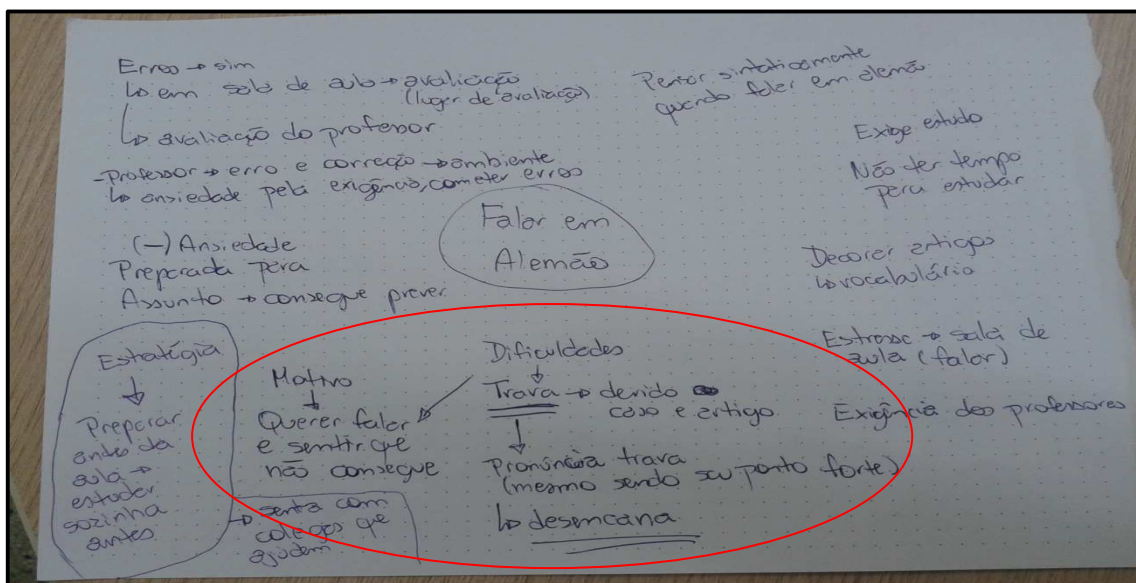 Erros → sim
↳ em sala de aula → avaliação
(lugar de avaliação)
↳ avaliação do professor
- Professor → erro e correção → ambiente
↳ ansiedade pela exigência, cometer erros
(-) Ansiedade
Preparada para
Assunto → consegue prever
Falar em
Alemão
Pensar sintaticamente
quando falar em alemão
Exige estudo
Não ter tempo
para estudar
Decorar artigos
↳ vocabulário
Estresse → sala de
aula (falar)
Exigência dos professores
Estratégia
↓
Preparar
antes da
aula →
estudar
sozinha
antes
→ senta com
colegas que
ajudem
Motivo
↓
Querer falar
e sentir que
não consegue
Dificuldades
↓
Trava → devido
caso e artigo
↓
Pronúncia trava
(mesmo sendo seu ponto forte)
↳ desencana